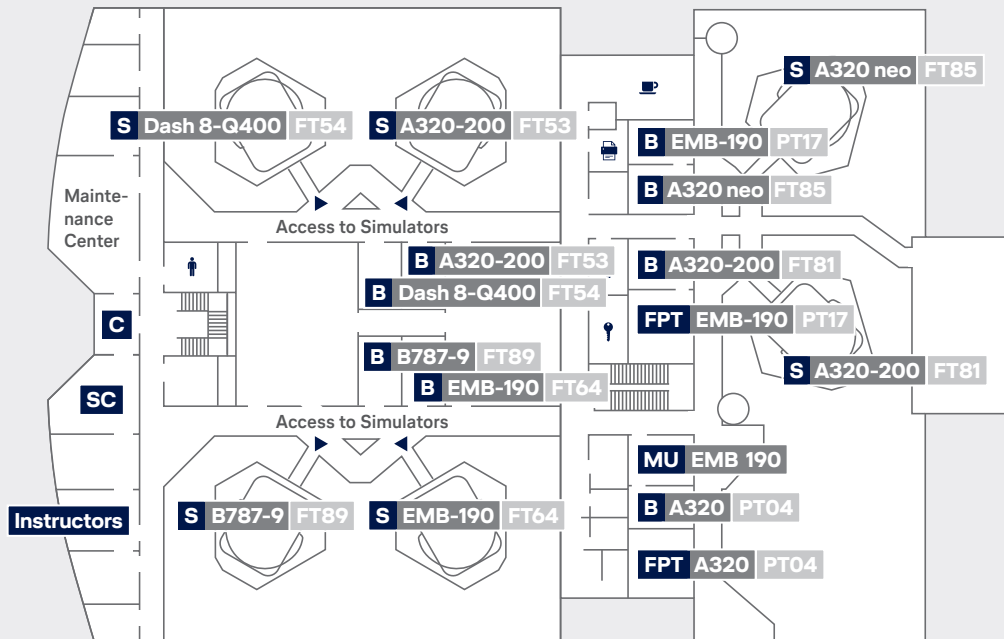 S A320 neo FT85
S Dash 8-Q400 FT54
S A320-200 FT53
B EMB-190 PT17
B A320 neo FT85
Mainte-
nance
Center
Access to Simulators
B A320-200 FT53
B A320-200 FT81
B Dash 8-Q400 FT54
C
FPT EMB-190 PT17
B B787-9 FT89
S A320-200 FT81
B EMB-190 FT64
SC
Access to Simulators
MU EMB 190
B A320 PT04
Instructors
S B787-9 FT89
S EMB-190 FT64
FPT A320 PT04